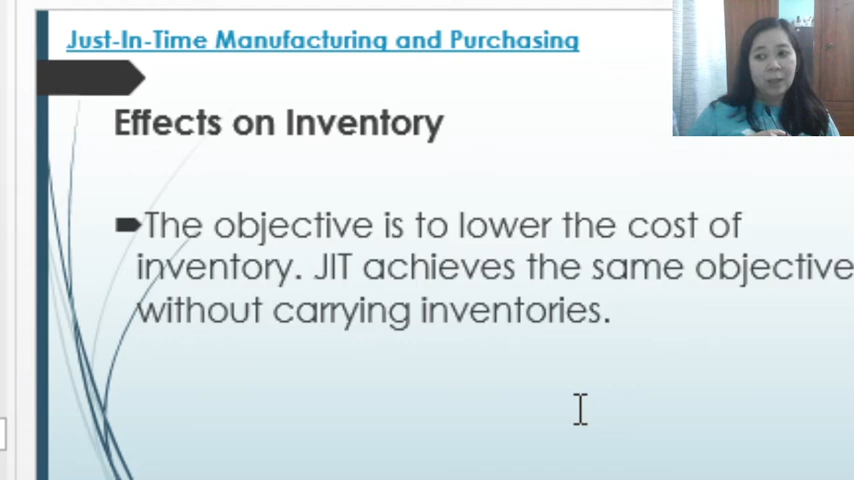 Just-In-Time Manufacturing and Purchasing
Effects on Inventory
The objective is to lower the cost of
inventory. JIT achieves the same objective
without carrying inventories.